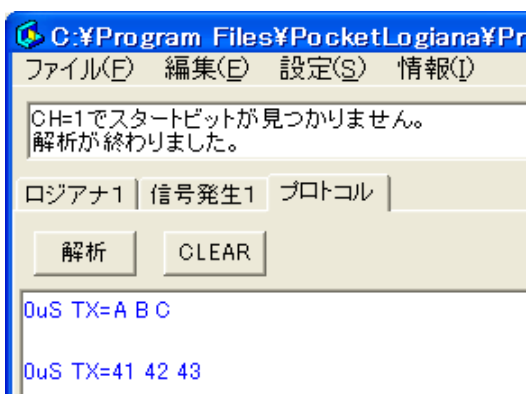 C:¥Program Files¥PocketLogiana¥Pr
ファイル(F) 編集(E) 設定(S) 情報(I)
CH=1でスタートビットが見つかりません。
解析が終わりました。
ロジアナ1 信号発生1 プロトコル
解析 CLEAR
0uS TX=A B C
0uS TX=41 42 43